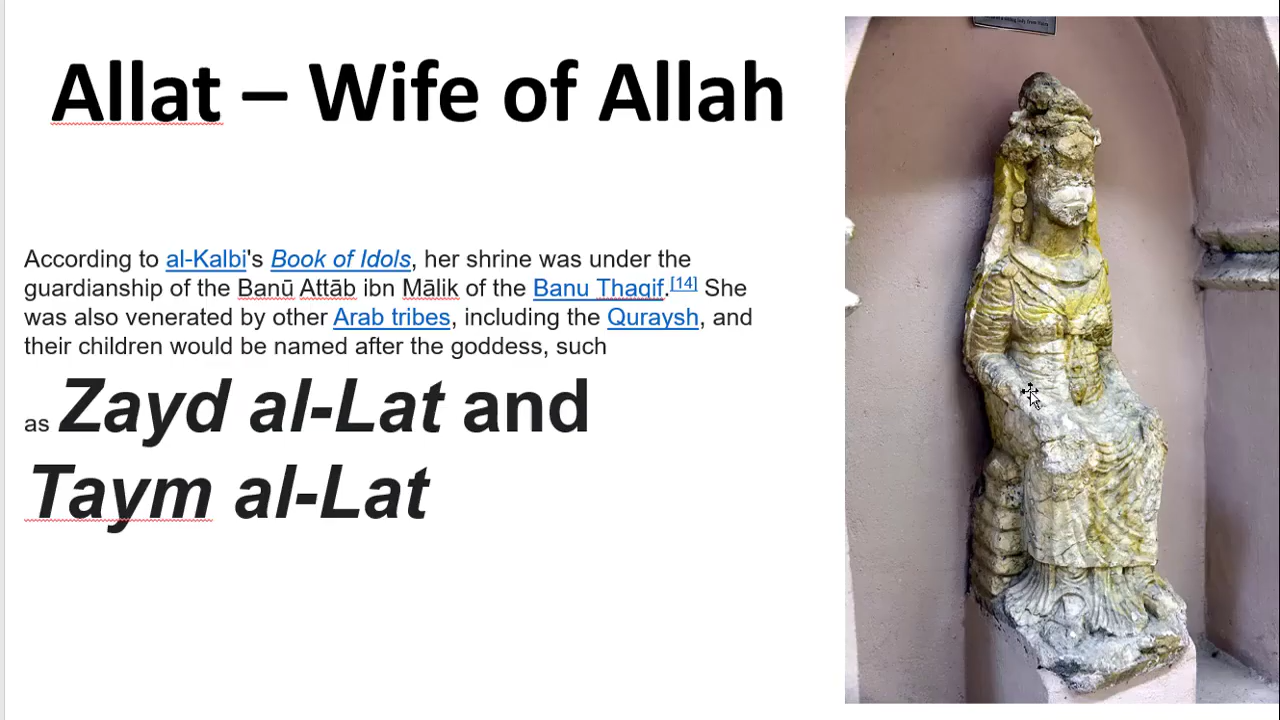 Allat – Wife of Allah
According to al-Kalbi's Book of Idols, her shrine was under the
guardianship of the Banū Attāb ibn Mālik of the Banu Thaqif.[14] She
was also venerated by other Arab tribes, including the Quraysh, and
their children would be named after the goddess, such
as Zayd al-Lat and
Taym al-Lat